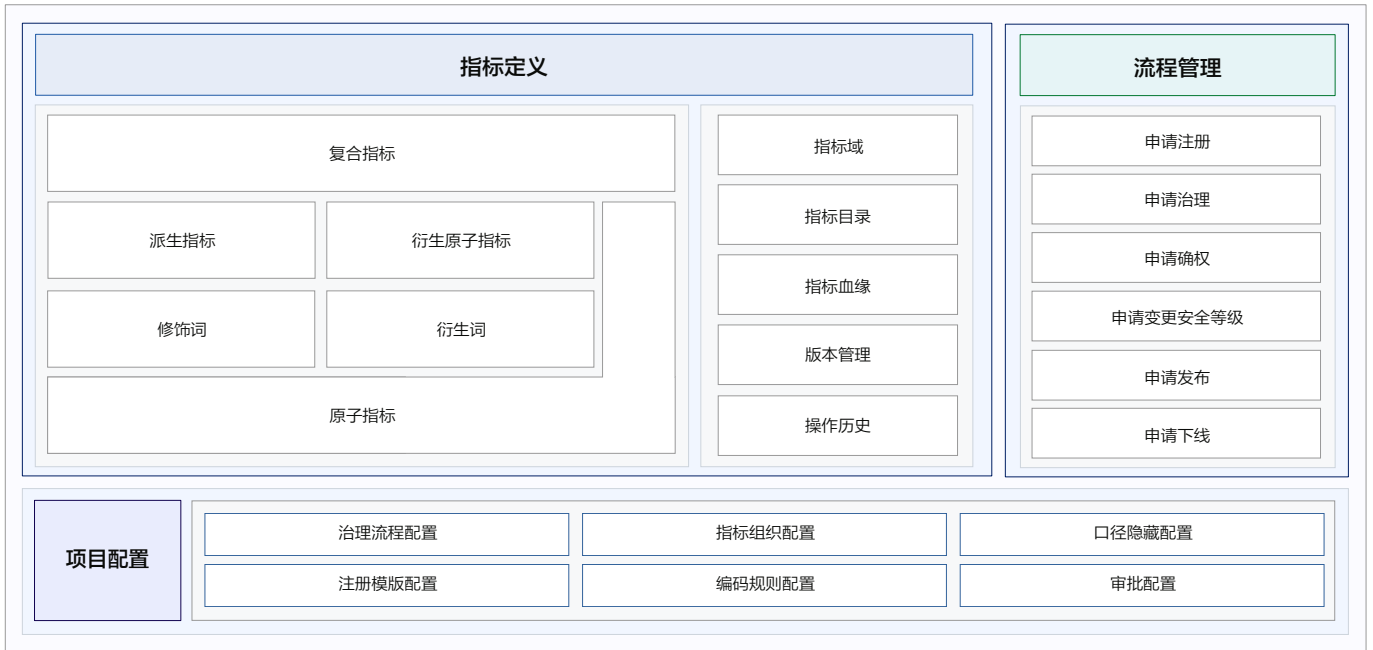 指标定义
复合指标
派生指标
衍生原子指标
修饰词
衍生词
原子指标
指标域
指标目录
指标血缘
版本管理
操作历史
流程管理
申请注册
申请治理
申请确权
申请变更安全等级
申请发布
申请下线
项目配置
治理流程配置
指标组织配置
口径隐藏配置
注册模版配置
编码规则配置
审批配置